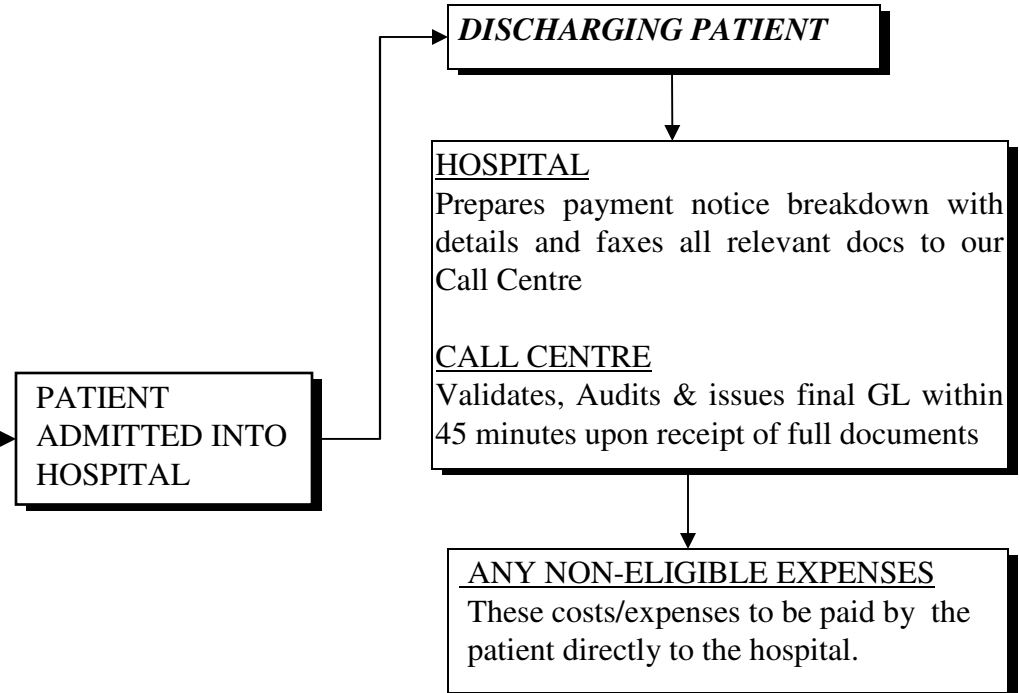 PATIENT
ADMITTED INTO
HOSPITAL
DISCHARGING PATIENT
HOSPITAL
Prepares payment notice breakdown with
details and faxes all relevant docs to our
Call Centre
CALL CENTRE
Validates, Audits & issues final GL within
45 minutes upon receipt of full documents
ANY NON-ELIGIBLE EXPENSES
These costs/expenses to be paid by the
patient directly to the hospital.